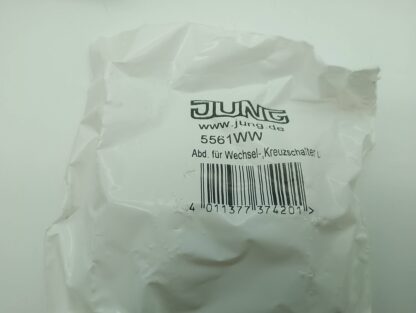 JUNG
www.jung.de
5561WW
Abd. für Wechsel-,Kreuzschalter
4 011377 374201 >